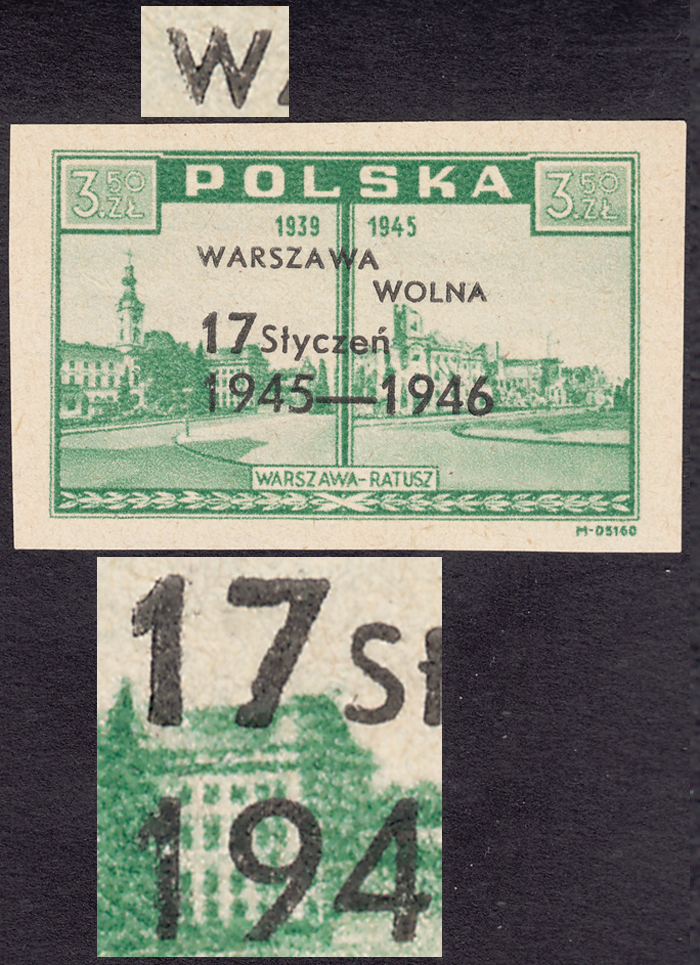 W
3.50 ZŁ POLSKA 3.50 ZŁ
1939 1945
WARSZAWA
WOLNA
17 Styczeń
1945—1946
WARSZAWA-RATUSZ
M-05160
17 St
194